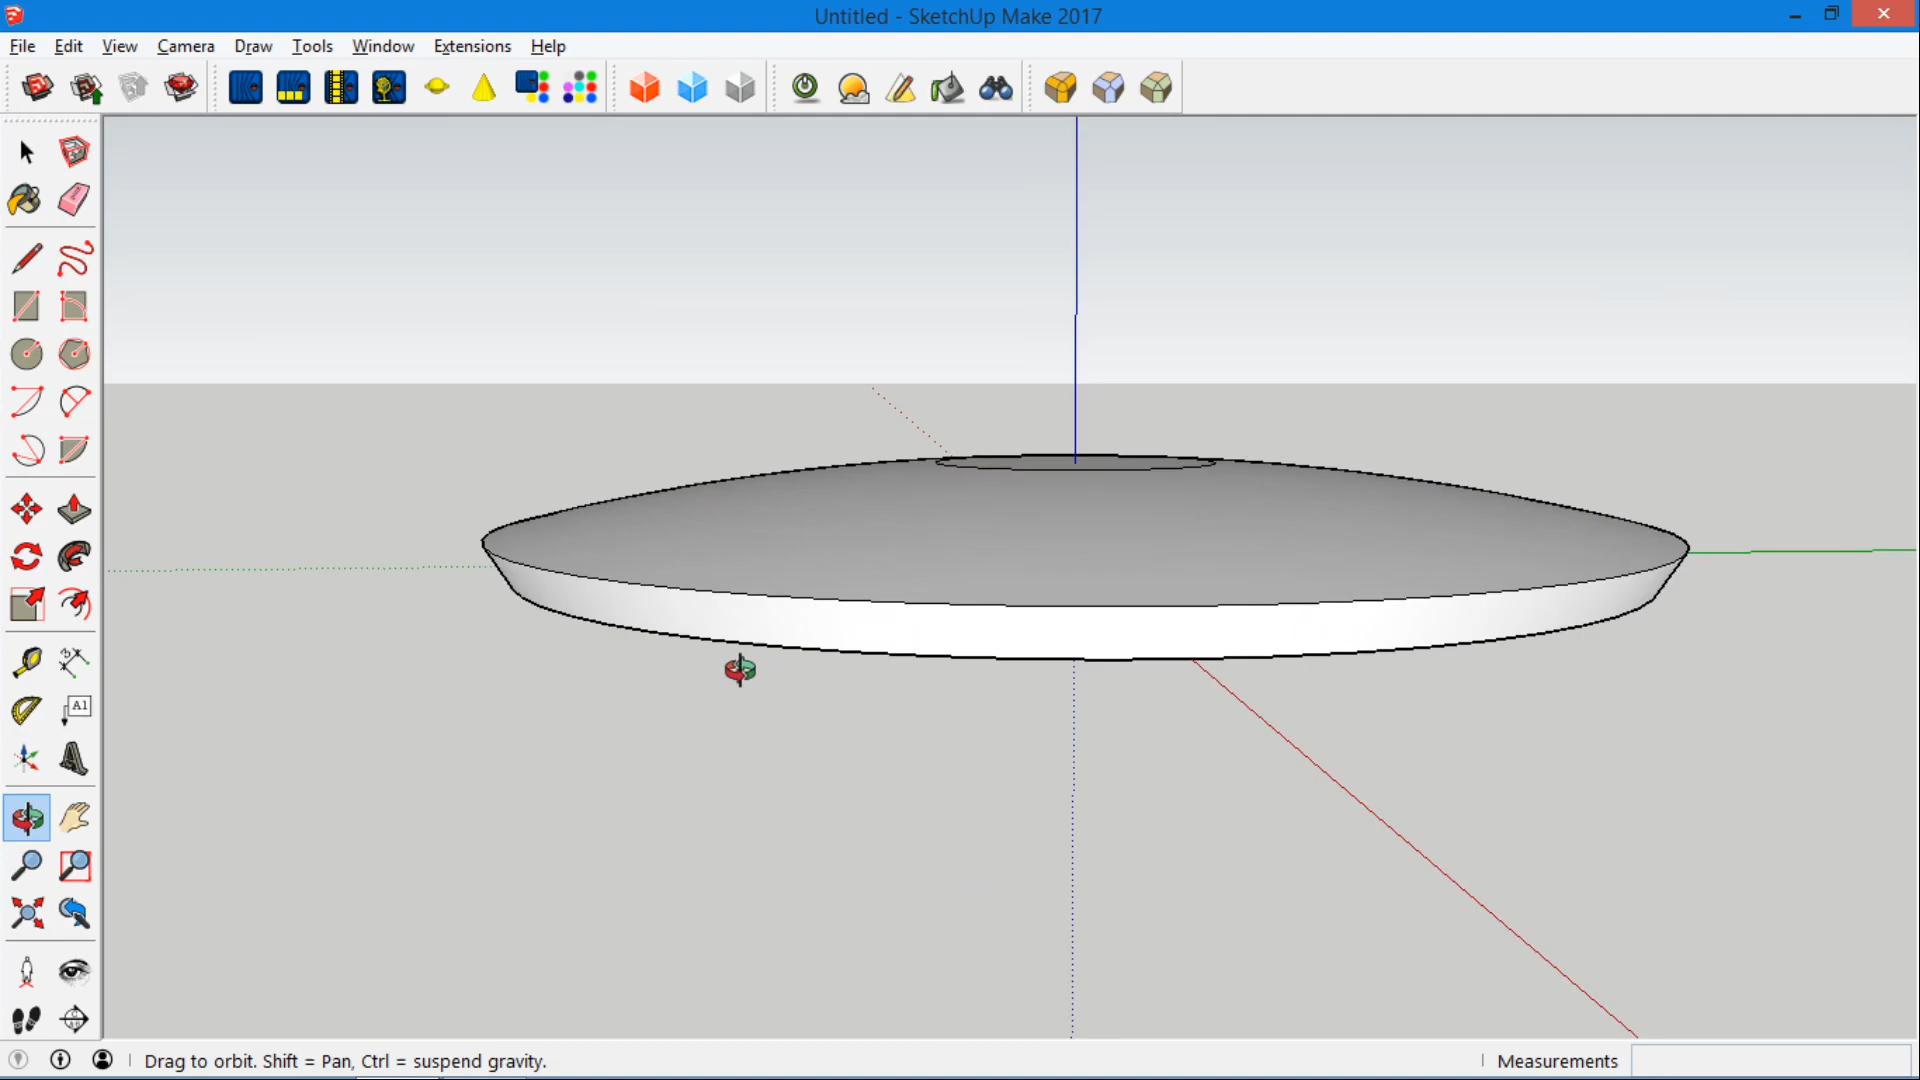 Untitled - SketchUp Make 2017
File Edit View Camera Draw Tools Window Extensions Help
A1
Drag to orbit. Shift = Pan, Ctrl = suspend gravity.
Measurements